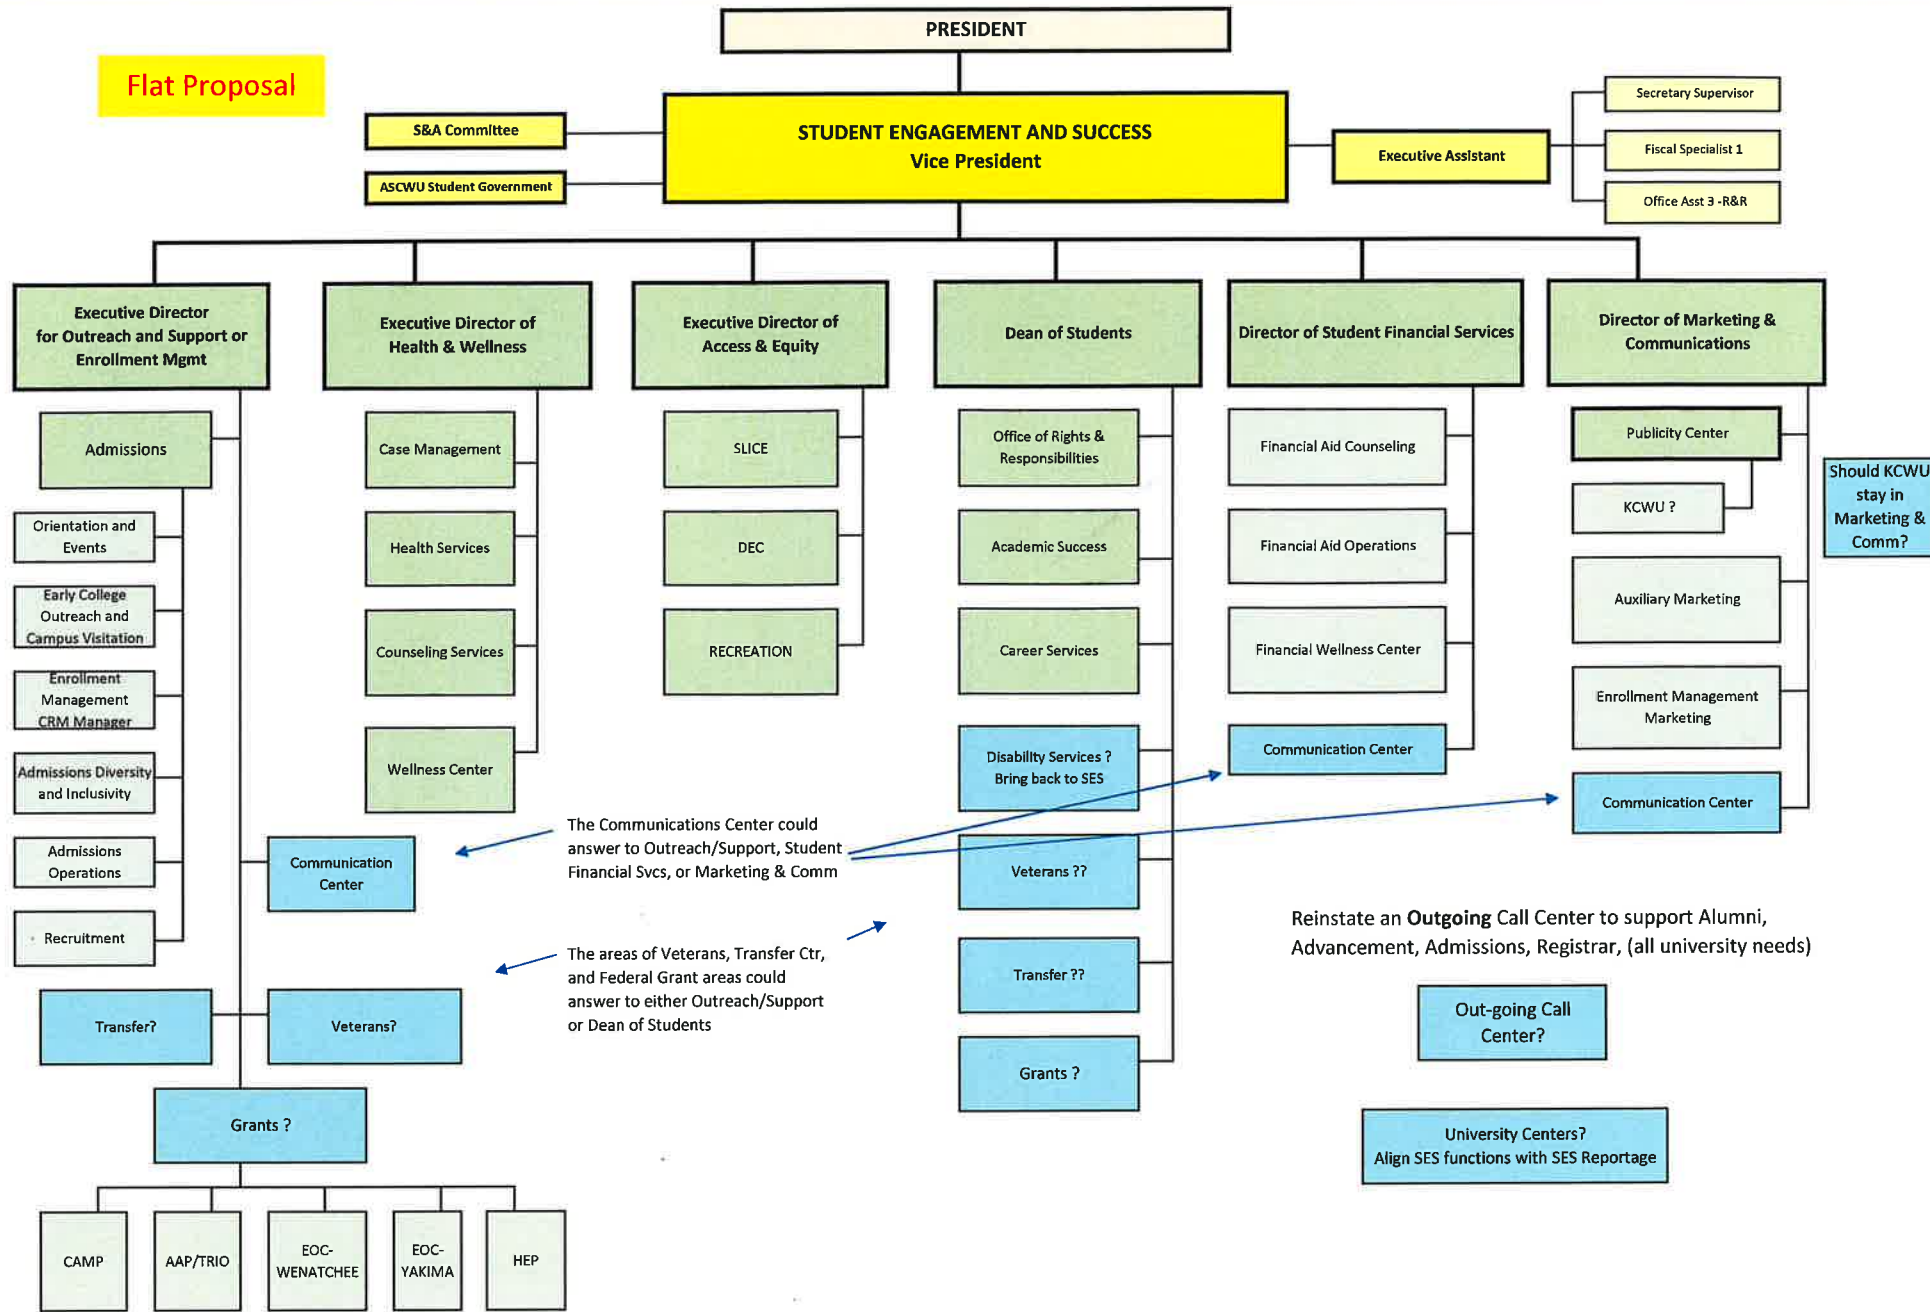 PRESIDENT
Flat Proposal
S&A Committee
ASCWU Student Government
STUDENT ENGAGEMENT AND SUCCESS
Vice President
Executive Assistant
Secretary Supervisor
Fiscal Specialist 1
Office Asst 3 -R&R
Executive Director
for Outreach and Support or
Enrollment Mgmt
Executive Director of
Health & Wellness
Executive Director of
Access & Equity
Dean of Students
Director of Student Financial Services
Director of Marketing &
Communications
Admissions
Orientation and
Events
Early College
Outreach and
Campus Visitation
Enrollment
Management
CRM Manager
Admissions Diversity
and Inclusivity
Admissions
Operations
Recruitment
Transfer?
Communication
Center
Veterans?
Grants ?
CAMP
AAP/TRIO
EOC-
WENATCHEE
EOC-
YAKIMA
HEP
Case Management
Health Services
Counseling Services
Wellness Center
SLICE
DEC
RECREATION
The Communications Center could
answer to Outreach/Support, Student
Financial Svcs, or Marketing & Comm
The areas of Veterans, Transfer Ctr,
and Federal Grant areas could
answer to either Outreach/Support
or Dean of Students
Office of Rights &
Responsibilities
Academic Success
Career Services
Disability Services ?
Bring back to SES
Veterans ??
Transfer ??
Grants ?
Financial Aid Counseling
Financial Aid Operations
Financial Wellness Center
Communication Center
Publicity Center
KCWU ?
Auxiliary Marketing
Enrollment Management
Marketing
Communication Center
Should KCWU
stay in
Marketing &
Comm?
Reinstate an Outgoing Call Center to support Alumni,
Advancement, Admissions, Registrar, (all university needs)
Out-going Call
Center?
University Centers?
Align SES functions with SES Reportage